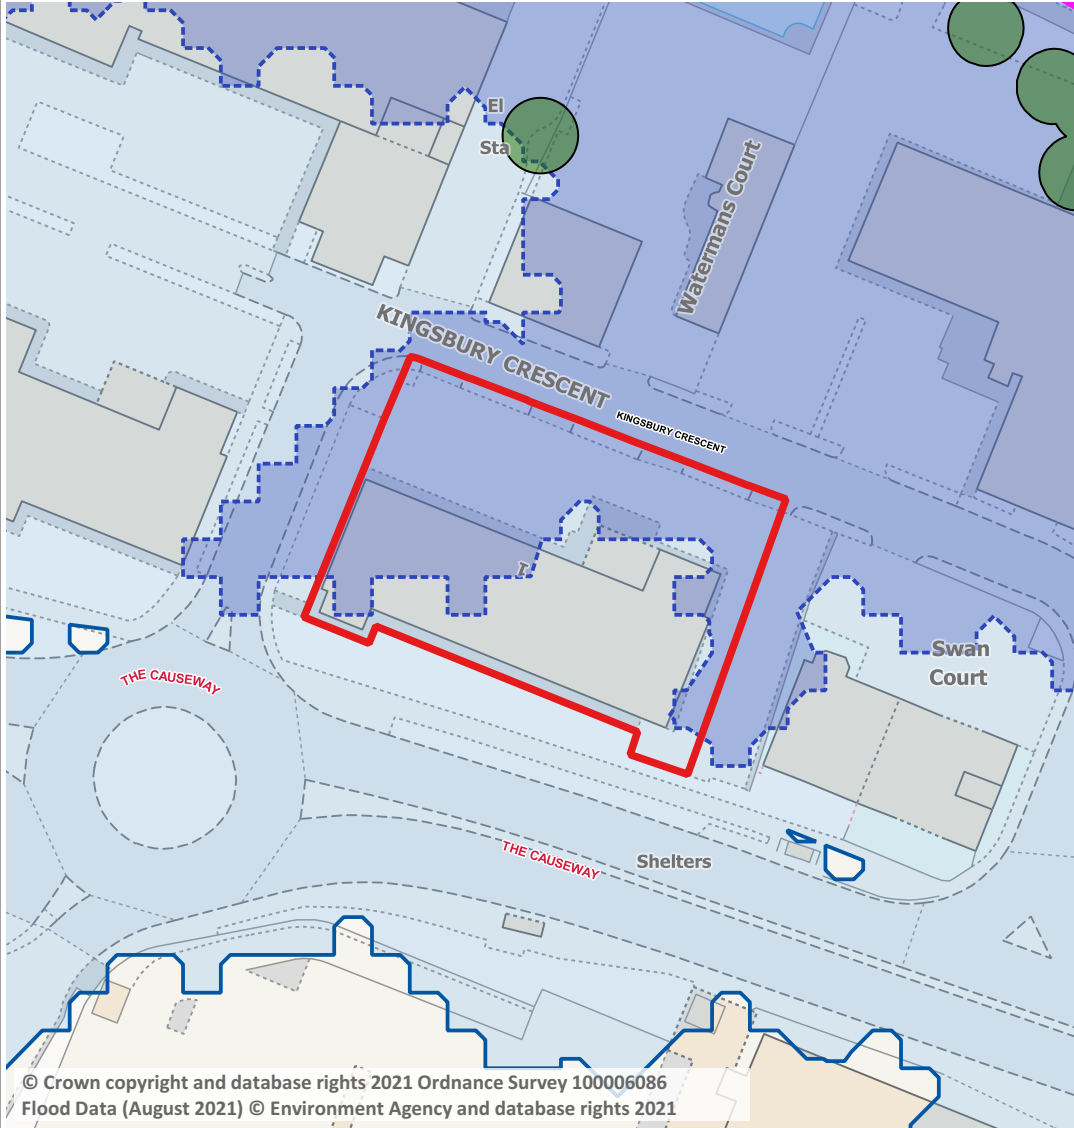 El
Sta
Watermans Court
KINGSBURY CRESCENT
KINGSBURY CRESCENT
I
Swan
Court
THE CAUSEWAY
THE CAUSEWAY
Shelters
© Crown copyright and database rights 2021 Ordnance Survey 100006086
Flood Data (August 2021) © Environment Agency and database rights 2021